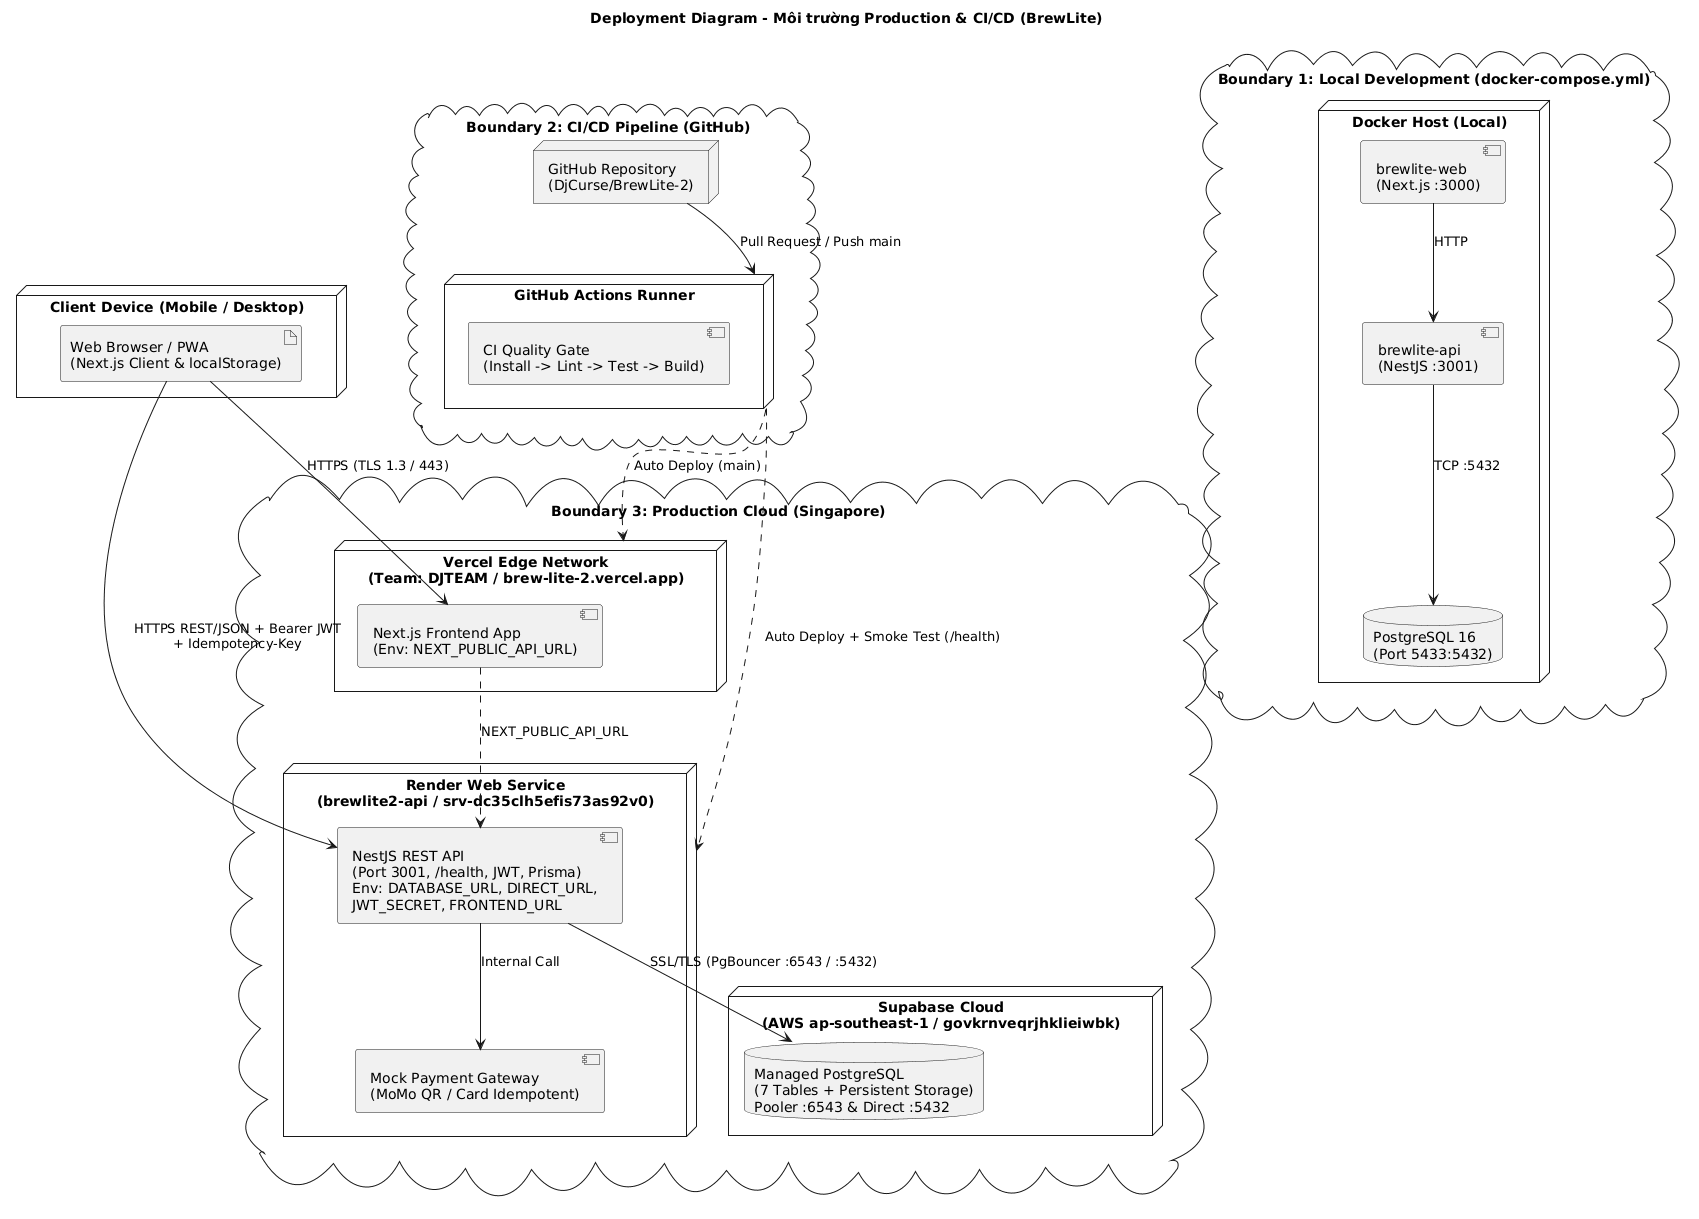 Deployment Diagram - Môi trường Production & CI/CD (BrewLite)
Boundary 1: Local Development (docker-compose.yml)
Docker Host (Local)
brewlite-web
(Next.js :3000)
HTTP
brewlite-api
(NestJS :3001)
TCP :5432
PostgreSQL 16
(Port 5433:5432)
Boundary 2: CI/CD Pipeline (GitHub)
GitHub Repository
(DjCurse/BrewLite-2)
Pull Request / Push main
GitHub Actions Runner
CI Quality Gate
(Install -> Lint -> Test -> Build)
Client Device (Mobile / Desktop)
Web Browser / PWA
(Next.js Client & localStorage)
HTTPS (TLS 1.3 / 443)
Auto Deploy (main)
Boundary 3: Production Cloud (Singapore)
Vercel Edge Network
(Team: DJTEAM / brew-lite-2.vercel.app)
Next.js Frontend App
(Env: NEXT_PUBLIC_API_URL)
HTTPS REST/JSON + Bearer JWT
+ Idempotency-Key
Auto Deploy + Smoke Test (/health)
NEXT_PUBLIC_API_URL
Render Web Service
(brewlite2-api / srv-dc35clh5efis73as92v0)
NestJS REST API
(Port 3001, /health, JWT, Prisma)
Env: DATABASE_URL, DIRECT_URL,
JWT_SECRET, FRONTEND_URL
Internal Call
SSL/TLS (PgBouncer :6543 / :5432)
Mock Payment Gateway
(MoMo QR / Card Idempotent)
Supabase Cloud
(AWS ap-southeast-1 / govkrnveqrjhklieiwbk)
Managed PostgreSQL
(7 Tables + Persistent Storage)
Pooler :6543 & Direct :5432